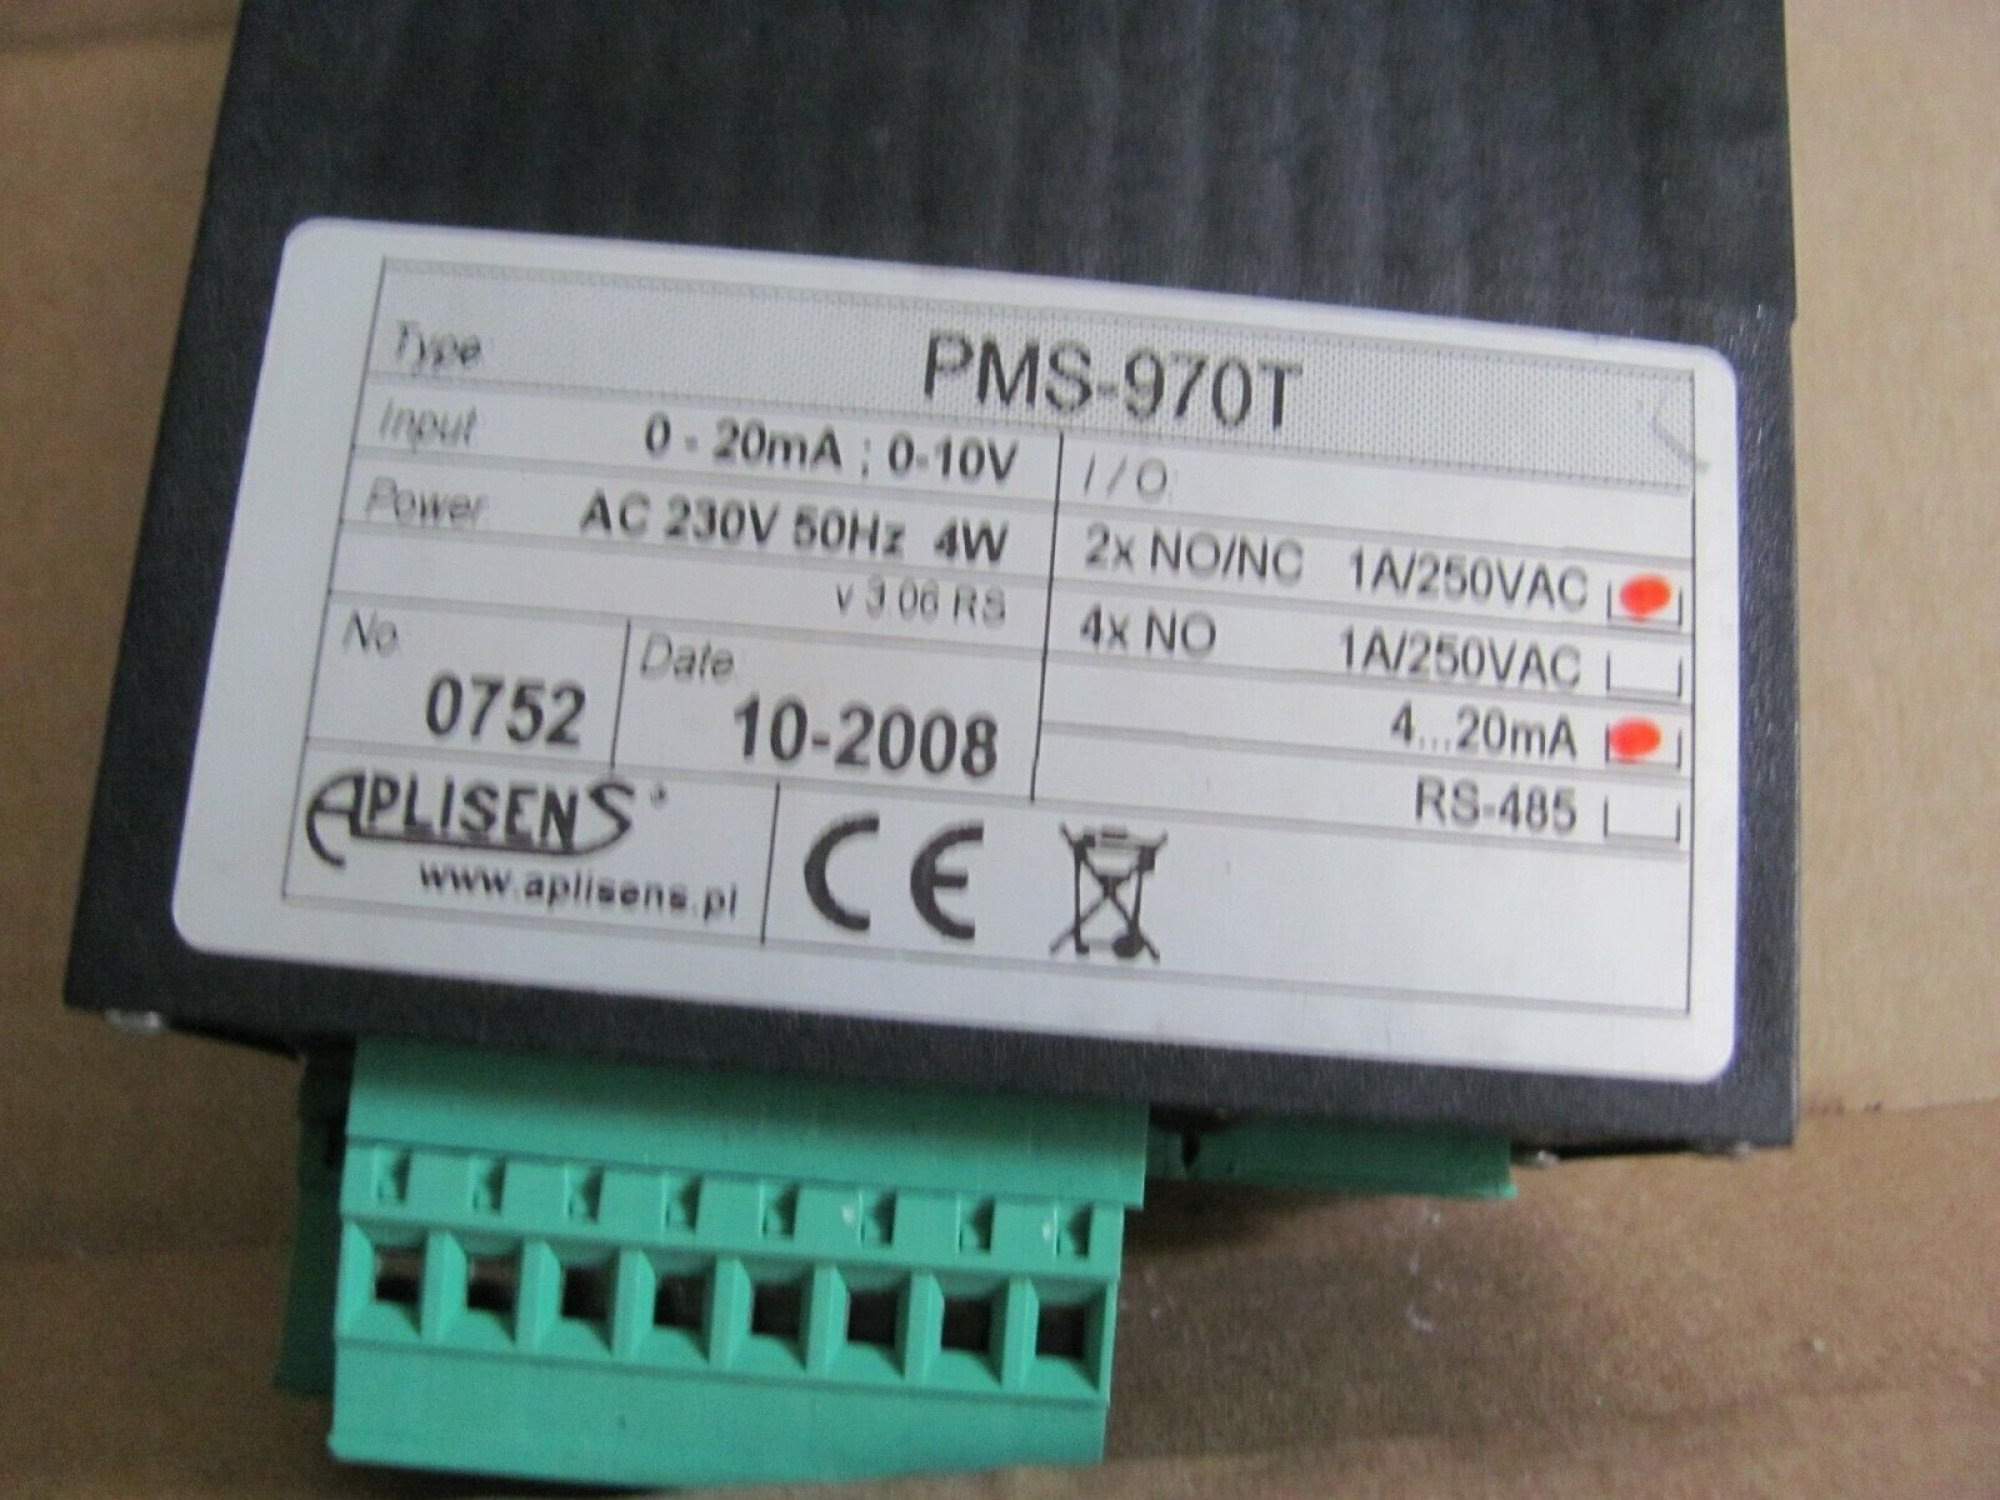 Type:
PMS-970T
Input: 0 - 20mA ; 0-10V
I / O:
Power: AC 230V 50Hz 4W
2x NO/NC 1A/250VAC
v 3.06 RS
4x NO 1A/250VAC
No. 0752
Date: 10-2008
4...20mA
RS-485
APLISENS®
www.aplisens.pl
CE